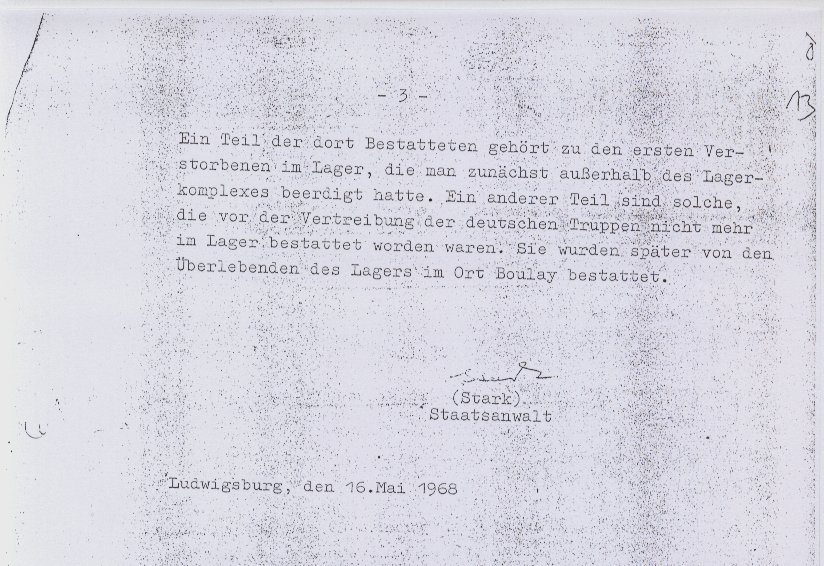 - 3 -
13
Ein Teil der dort Bestatteten gehört zu den ersten Ver-
storbenen im Lager, die man zunächst außerhalb des Lager-
komplexes beerdigt hatte. Ein anderer Teil sind solche,
die vor der Vertreibung der deutschen Truppen nicht mehr
im Lager bestattet worden waren. Sie wurden später von den
Überlebenden des Lagers im Ort Boulay bestattet.
(Stark)
Staatsanwalt
Ludwigsburg, den 16.Mai 1968